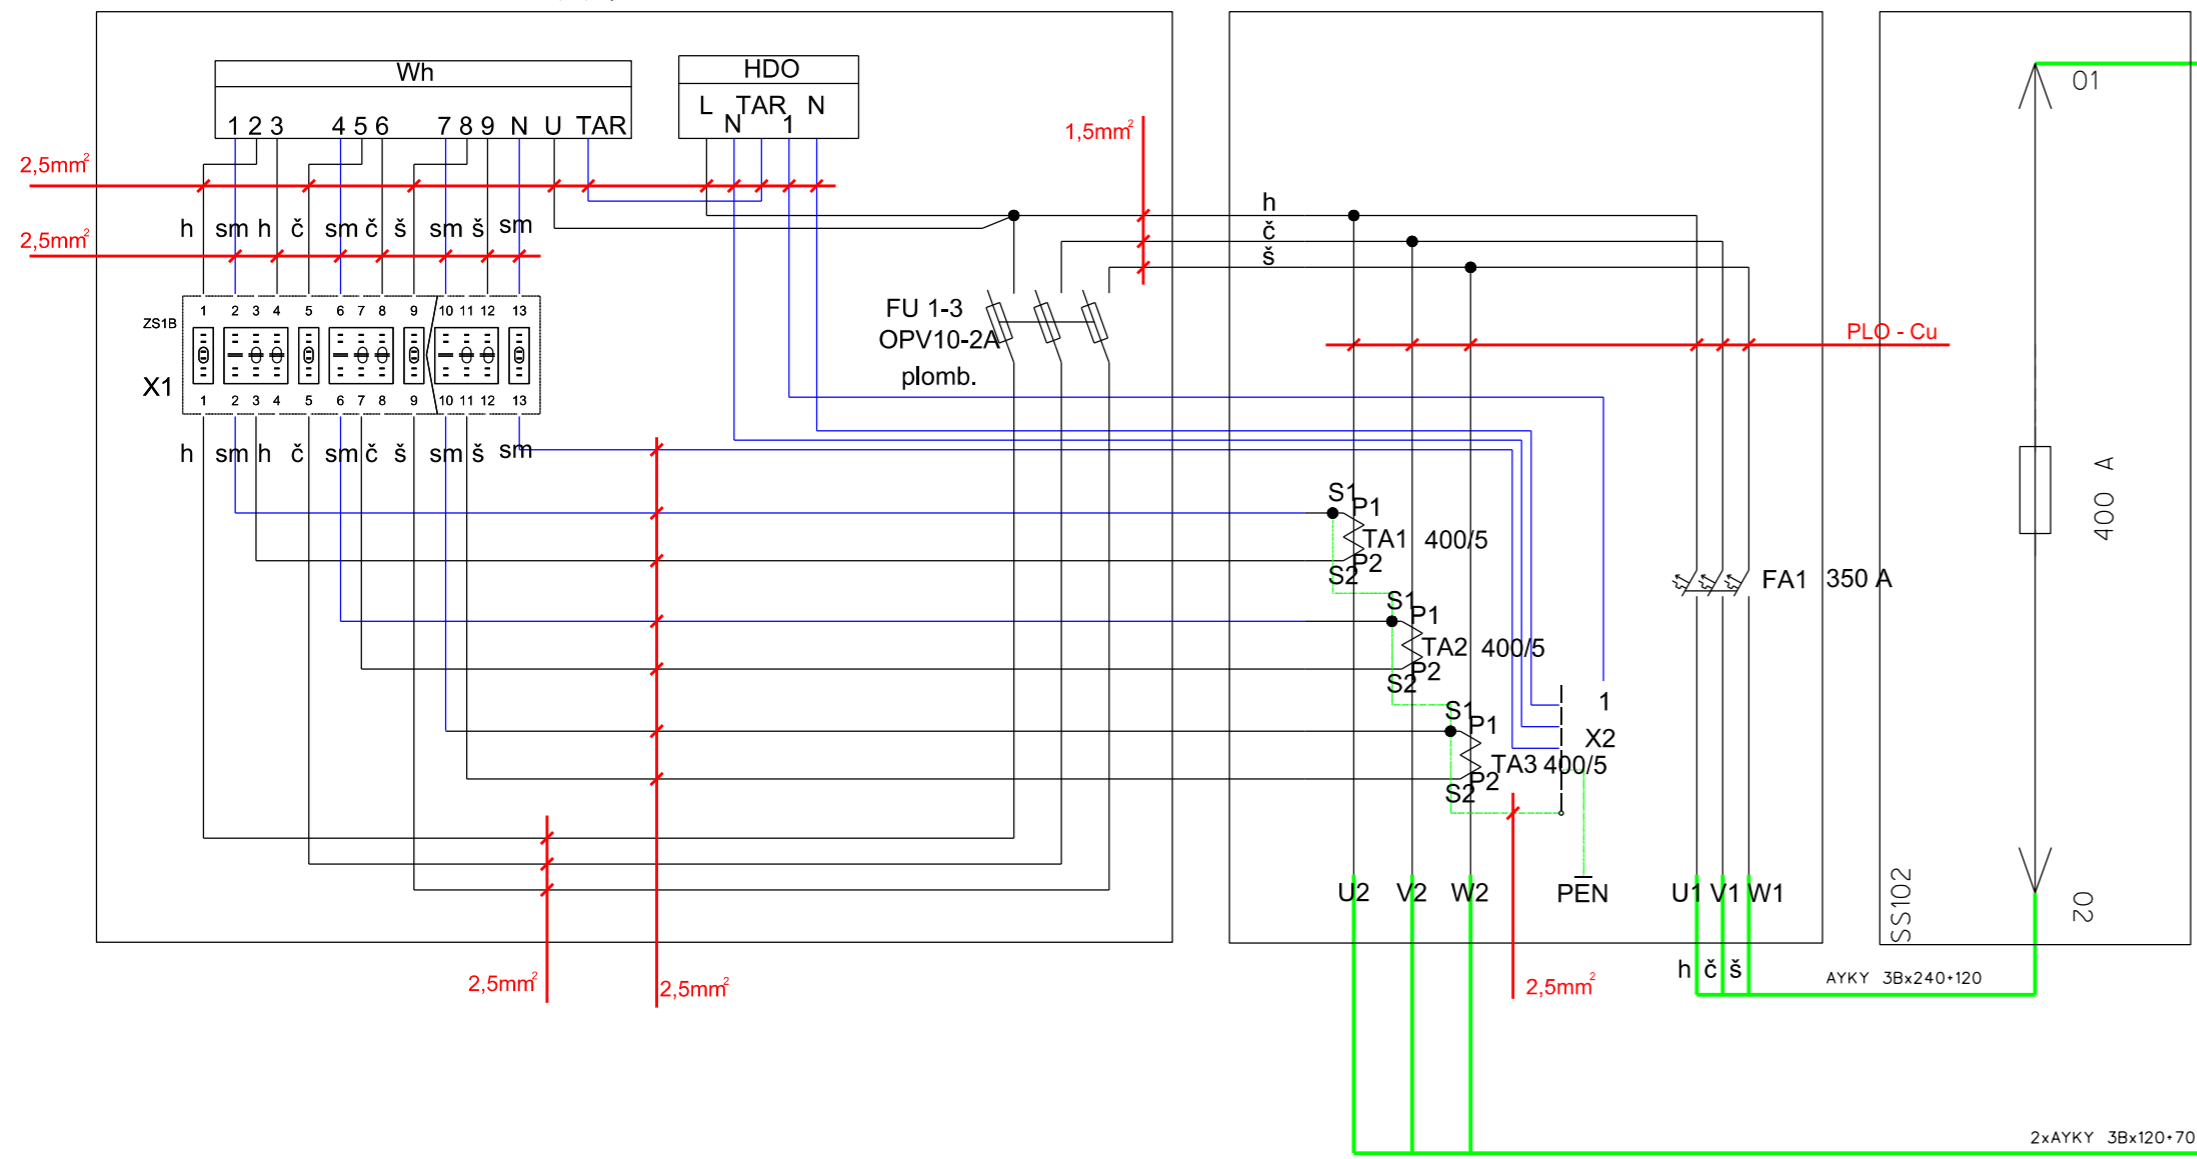 Wh
1 2 3 4 5 6 7 8 9 N U TAR
HDO
L TAR N
N 1
2,5mm²
h sm h č sm č š sm š sm
2,5mm²
1,5mm²
h
č
š
ZS1B
X1
1 2 3 4 5 6 7 8 9 10 11 12 13
1 2 3 4 5 6 7 8 9 10 11 12 13
h sm h č sm č š sm š sm
FU 1-3
OPV10-2A
plomb.
PLO - Cu
S1
P1
TA1 400/5
P2
S2
S1
P1
TA2 400/5
P2
S2
S1
P1
TA3 400/5
P2
S2
1
X2
FA1 350 A
U2 V2 W2 PEN U1 V1 W1
h č š
2,5mm²
2,5mm²
2,5mm²
01
400 A
02
SS102
AYKY 3Bx240+120
2xAYKY 3Bx120+70